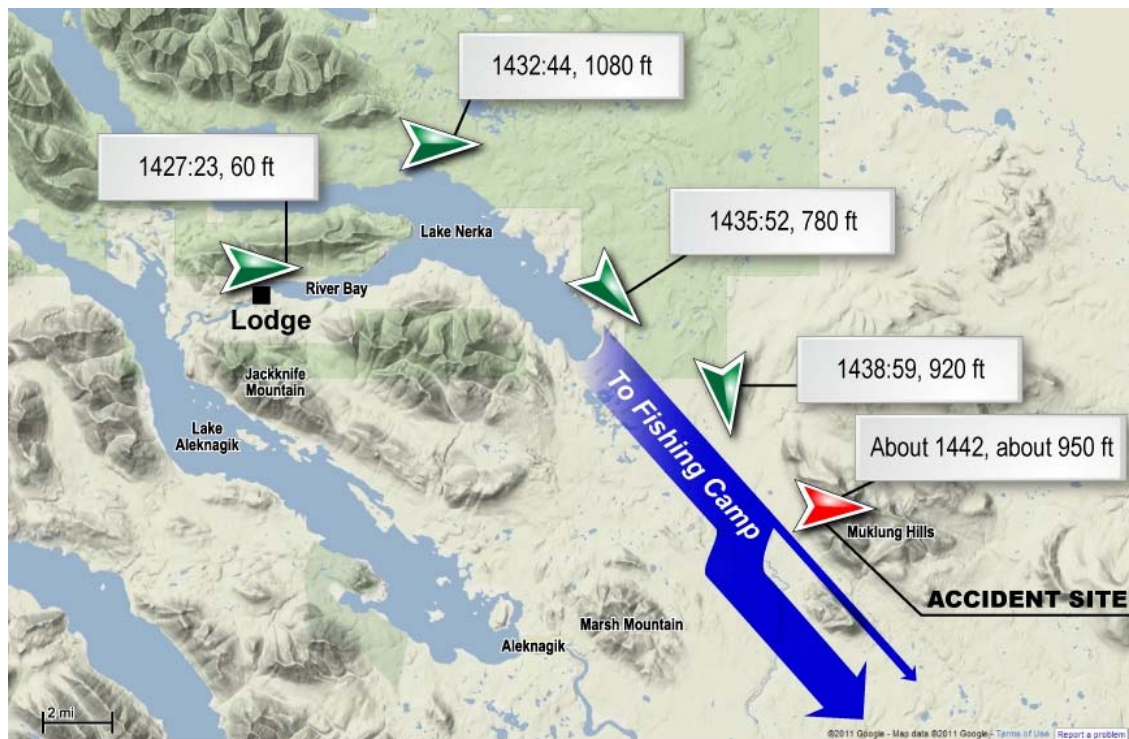 1432:44, 1080 ft
1427:23, 60 ft
1435:52, 780 ft
Lake Nerka
River Bay
Lodge
1438:59, 920 ft
Jackknife
Mountain
To Fishing Camp
Lake
Aleknagik
About 1442, about 950 ft
Muklung Hills
ACCIDENT SITE
Marsh Mountain
Aleknagik
2 mi
©2011 Google - Map data ©2011 Google - Terms of Use Report a problem